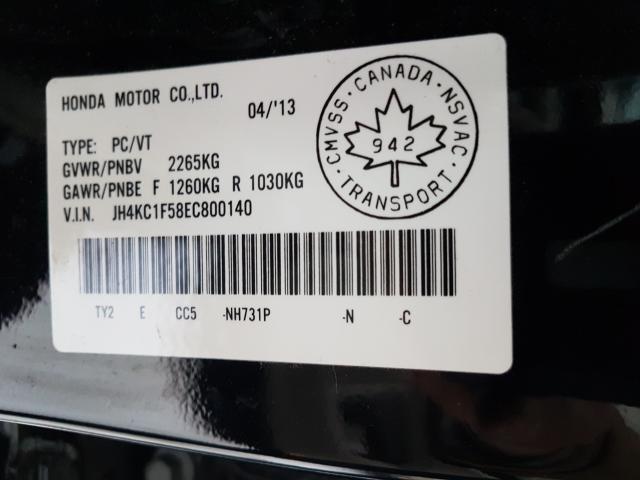 HONDA MOTOR CO.,LTD.
04/'13
TYPE: PC/VT
GVWR/PNBV 2265KG
GAWR/PNBE F 1260KG R 1030KG
V.I.N. JH4KC1F58EC800140
TY2 E CC5 -NH731P -N -C
CMVSS · CANADA · NSVAC
942
TRANSPORT